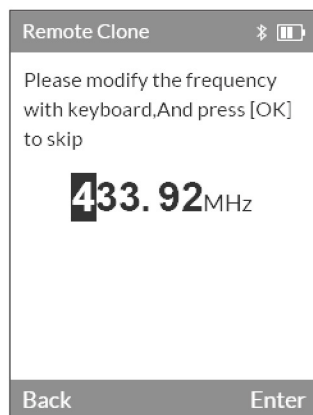 Remote Clone
Please modify the frequency
with keyboard,And press [OK]
to skip
433.92MHz
Back Enter